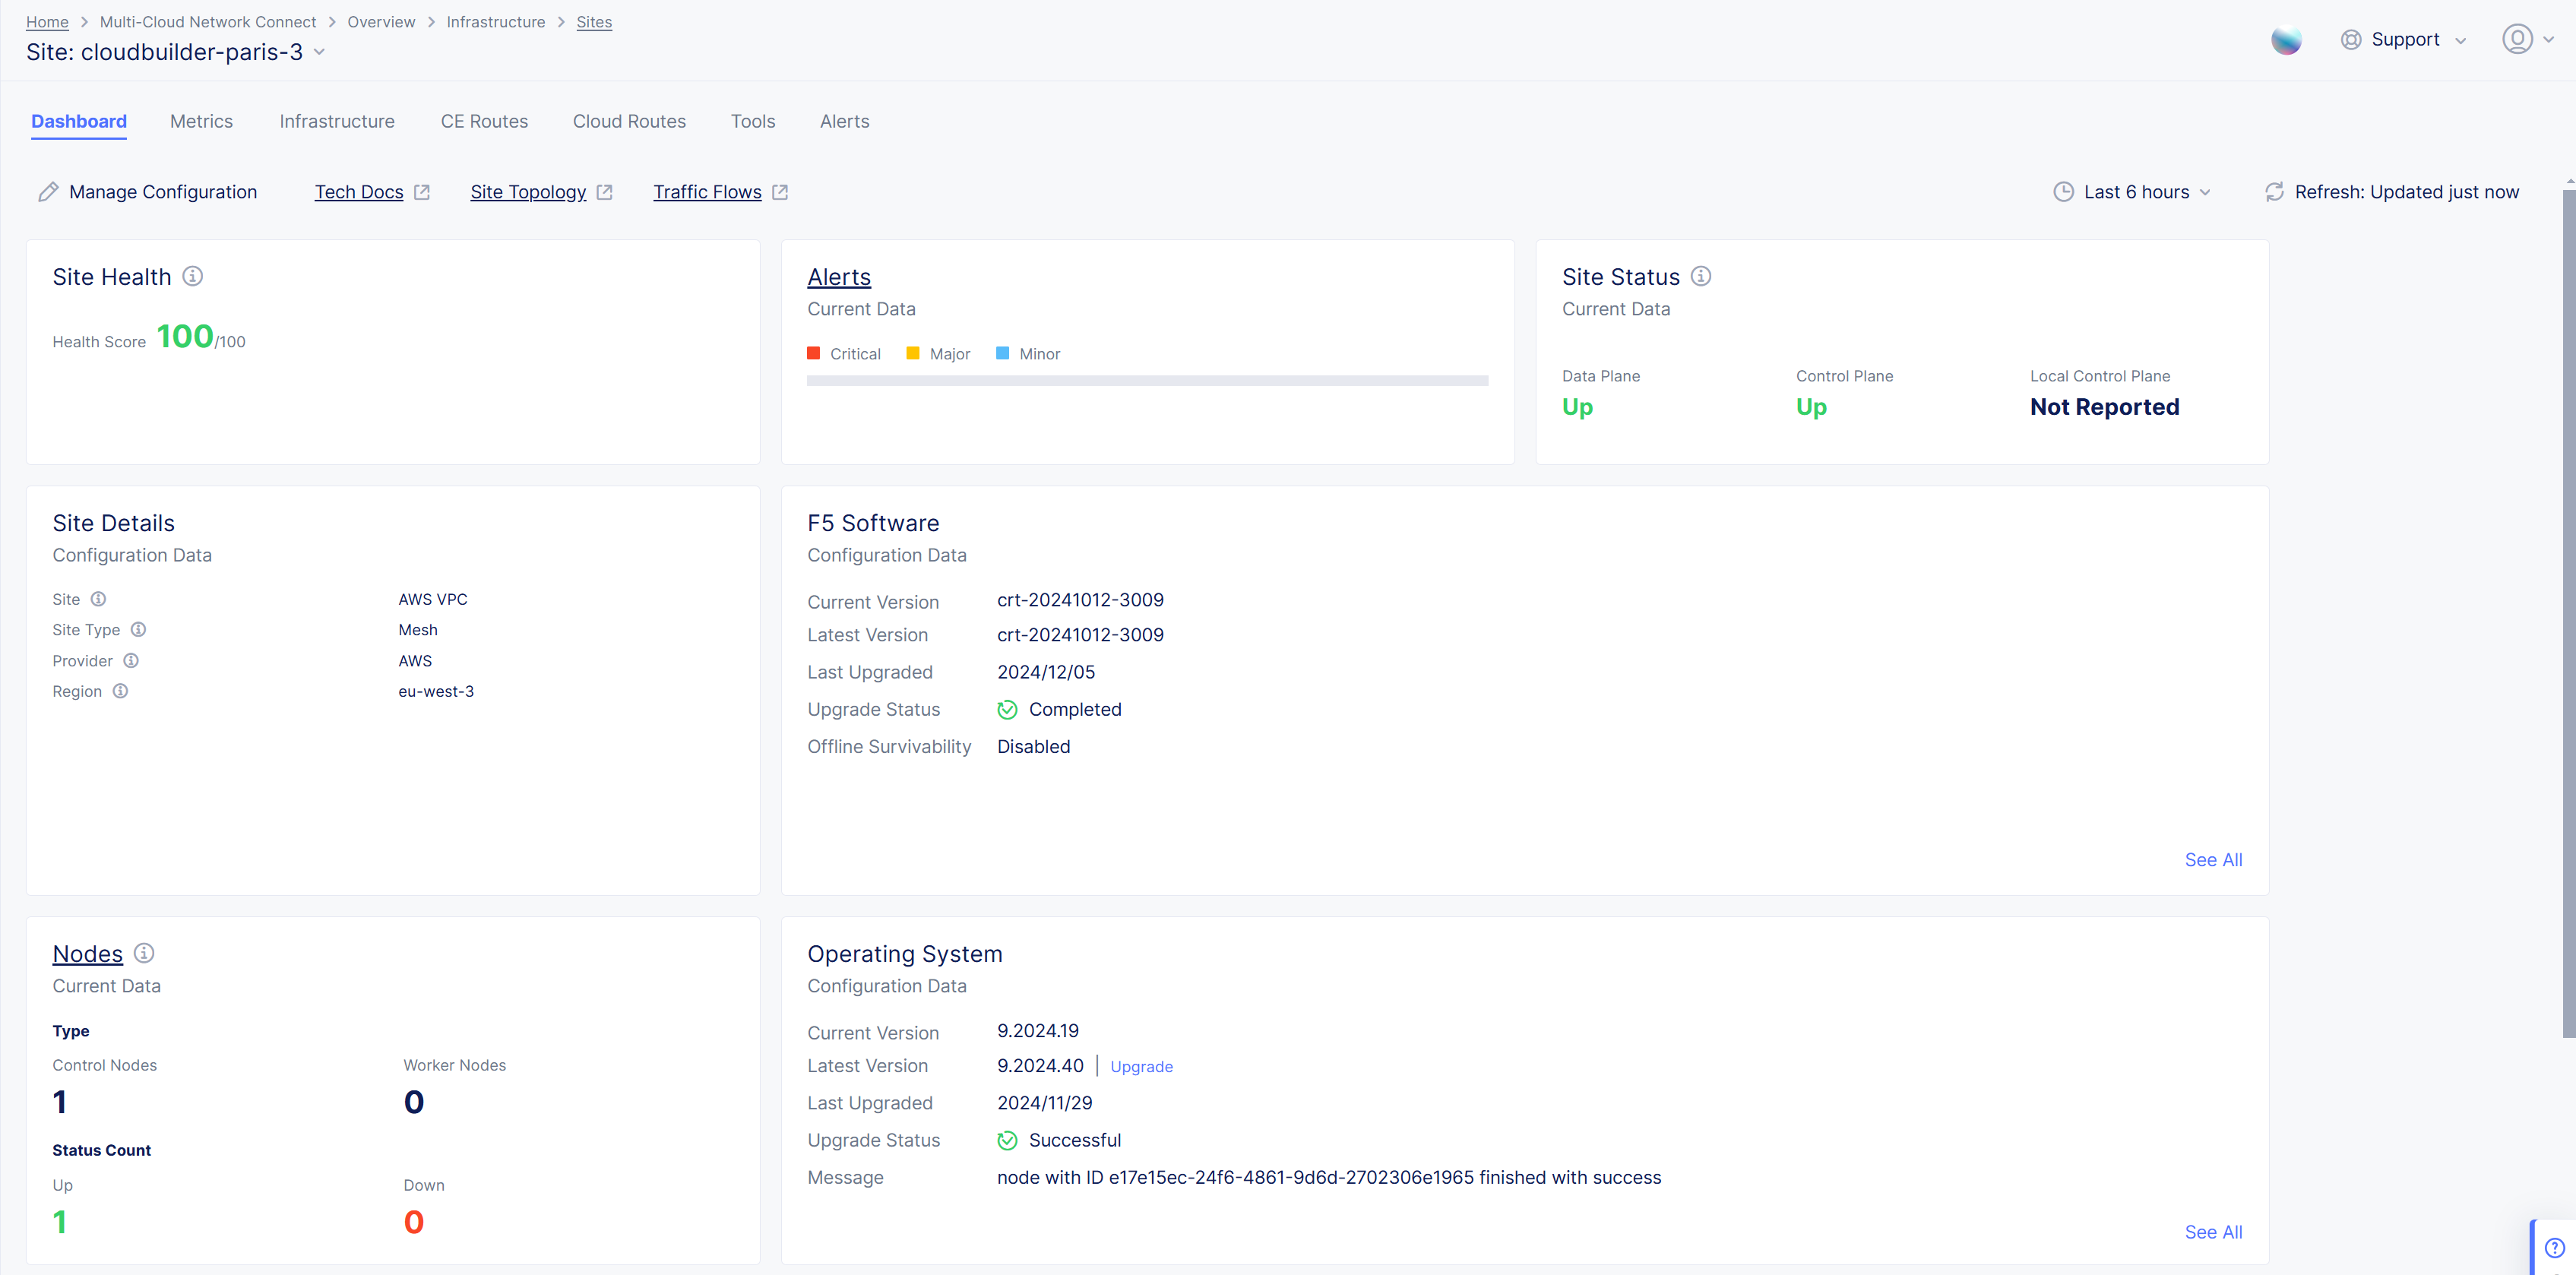 Home > Multi-Cloud Network Connect > Overview > Infrastructure > Sites
Site: cloudbuilder-paris-3
Support
Dashboard Metrics Infrastructure CE Routes Cloud Routes Tools Alerts
Manage Configuration Tech Docs Site Topology Traffic Flows Last 6 hours Refresh: Updated just now
Site Health
Health Score 100/100
Alerts
Current Data
Critical Major Minor
Site Status
Current Data
Data Plane Control Plane Local Control Plane
Up Up Not Reported
Site Details
Configuration Data
Site AWS VPC
Site Type Mesh
Provider AWS
Region eu-west-3
F5 Software
Configuration Data
Current Version crt-20241012-3009
Latest Version crt-20241012-3009
Last Upgraded 2024/12/05
Upgrade Status Completed
Offline Survivability Disabled
See All
Nodes
Current Data
Type
Control Nodes Worker Nodes
1 0
Status Count
Up Down
1 0
Operating System
Configuration Data
Current Version 9.2024.19
Latest Version 9.2024.40 | Upgrade
Last Upgraded 2024/11/29
Upgrade Status Successful
Message node with ID e17e15ec-24f6-4861-9d6d-2702306e1965 finished with success
See All